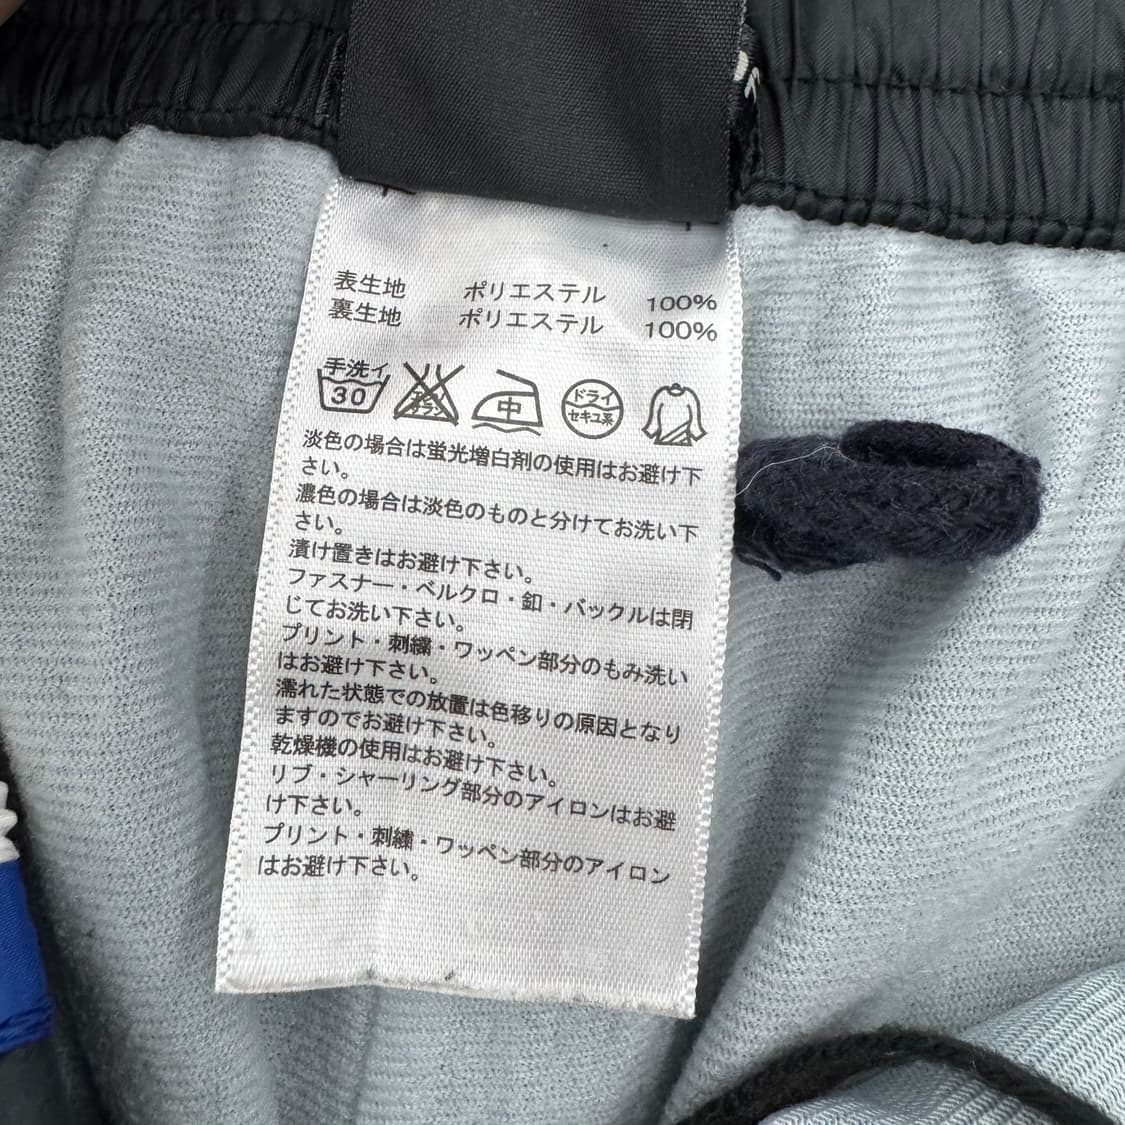 表生地 ポリエステル 100%
裏生地 ポリエステル 100%
手洗イ 30 エンソサラシ 中 ドライ セキユ系
淡色の場合は蛍光増白剤の使用はお避け下
さい。
濃色の場合は淡色のものと分けてお洗い下
さい。
漬け置きはお避け下さい。
ファスナー・ベルクロ・釦・バックルは閉
じてお洗い下さい。
プリント・刺繍・ワッペン部分のもみ洗い
はお避け下さい。
濡れた状態での放置は色移りの原因となり
ますのでお避け下さい。
乾燥機の使用はお避け下さい。
リブ・シャーリング部分のアイロンはお避
け下さい。
プリント・刺繍・ワッペン部分のアイロン
はお避け下さい。